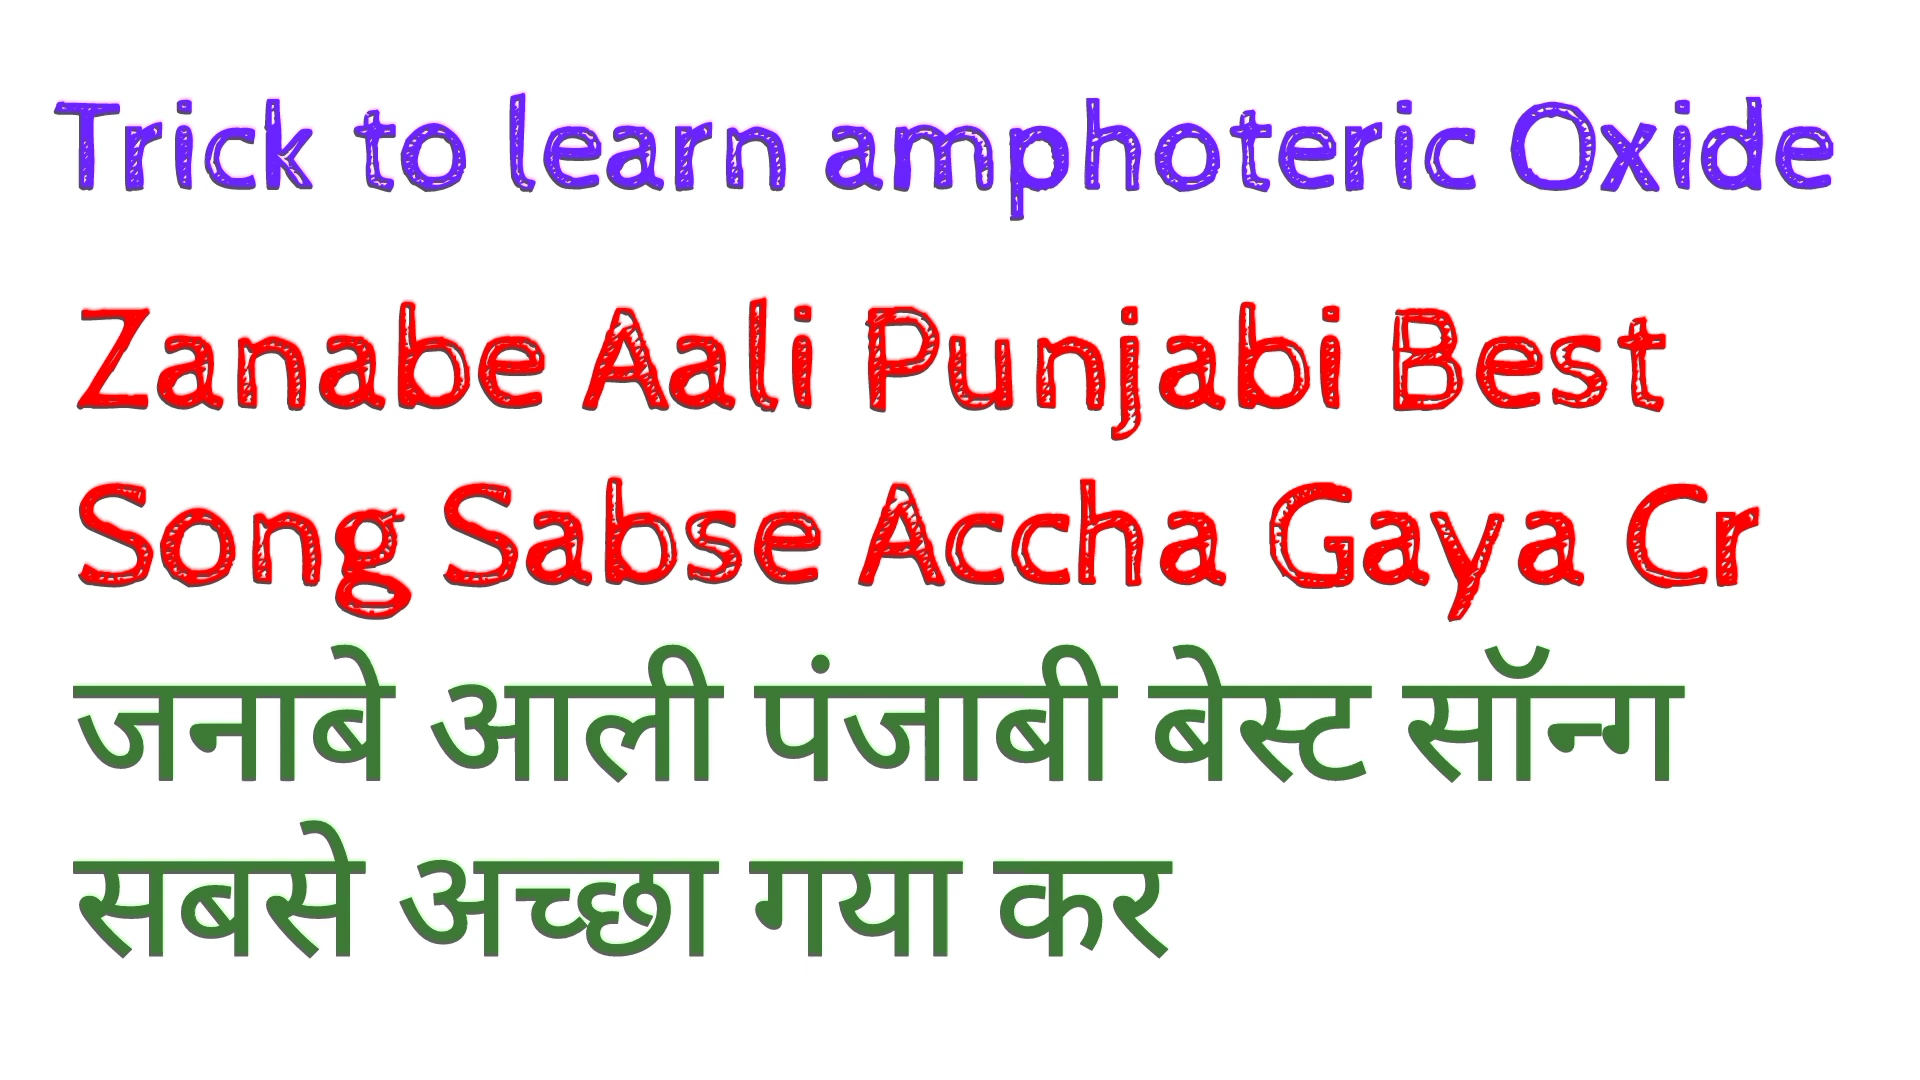 Trick to learn amphoteric Oxide
Zanabe Aali Punjabi Best
Song Sabse Accha Gaya Cr
जनाबे आली पंजाबी बेस्ट सॉन्ग
सबसे अच्छा गया कर